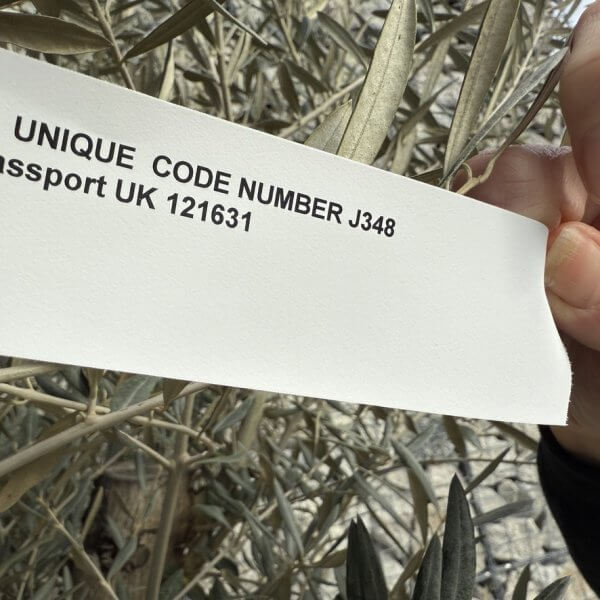 UNIQUE CODE NUMBER J348
assport UK 121631